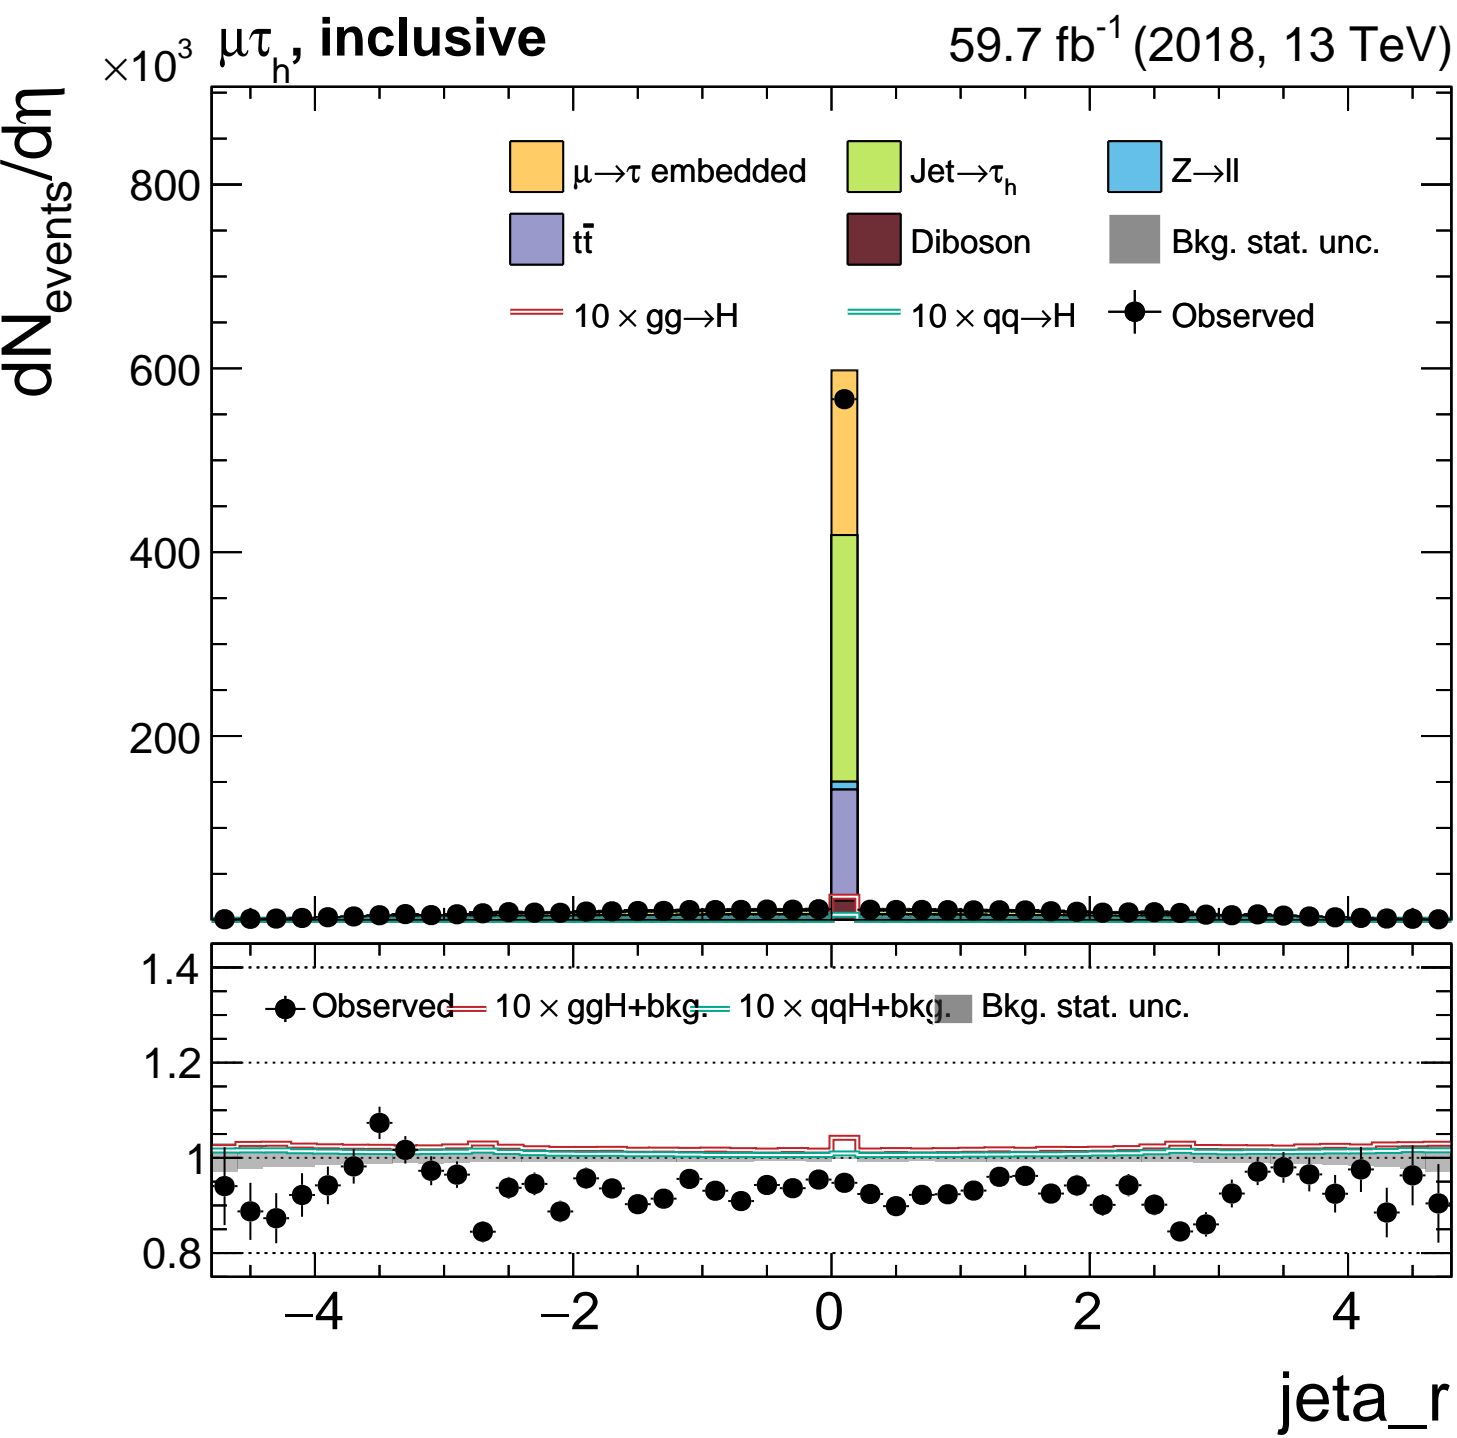 ×10³ μτₕ, inclusive 59.7 fb⁻¹ (2018, 13 TeV)
dN_events/dη
μ→τ embedded Jet→τₕ Z→ll
tt̄ Diboson Bkg. stat. unc.
10 × gg→H 10 × qq→H Observed
800
600
400
200
1.4
Observed 10 × ggH+bkg. 10 × qqH+bkg. Bkg. stat. unc.
1.2
1
0.8
−4 −2 0 2 4
jeta_r